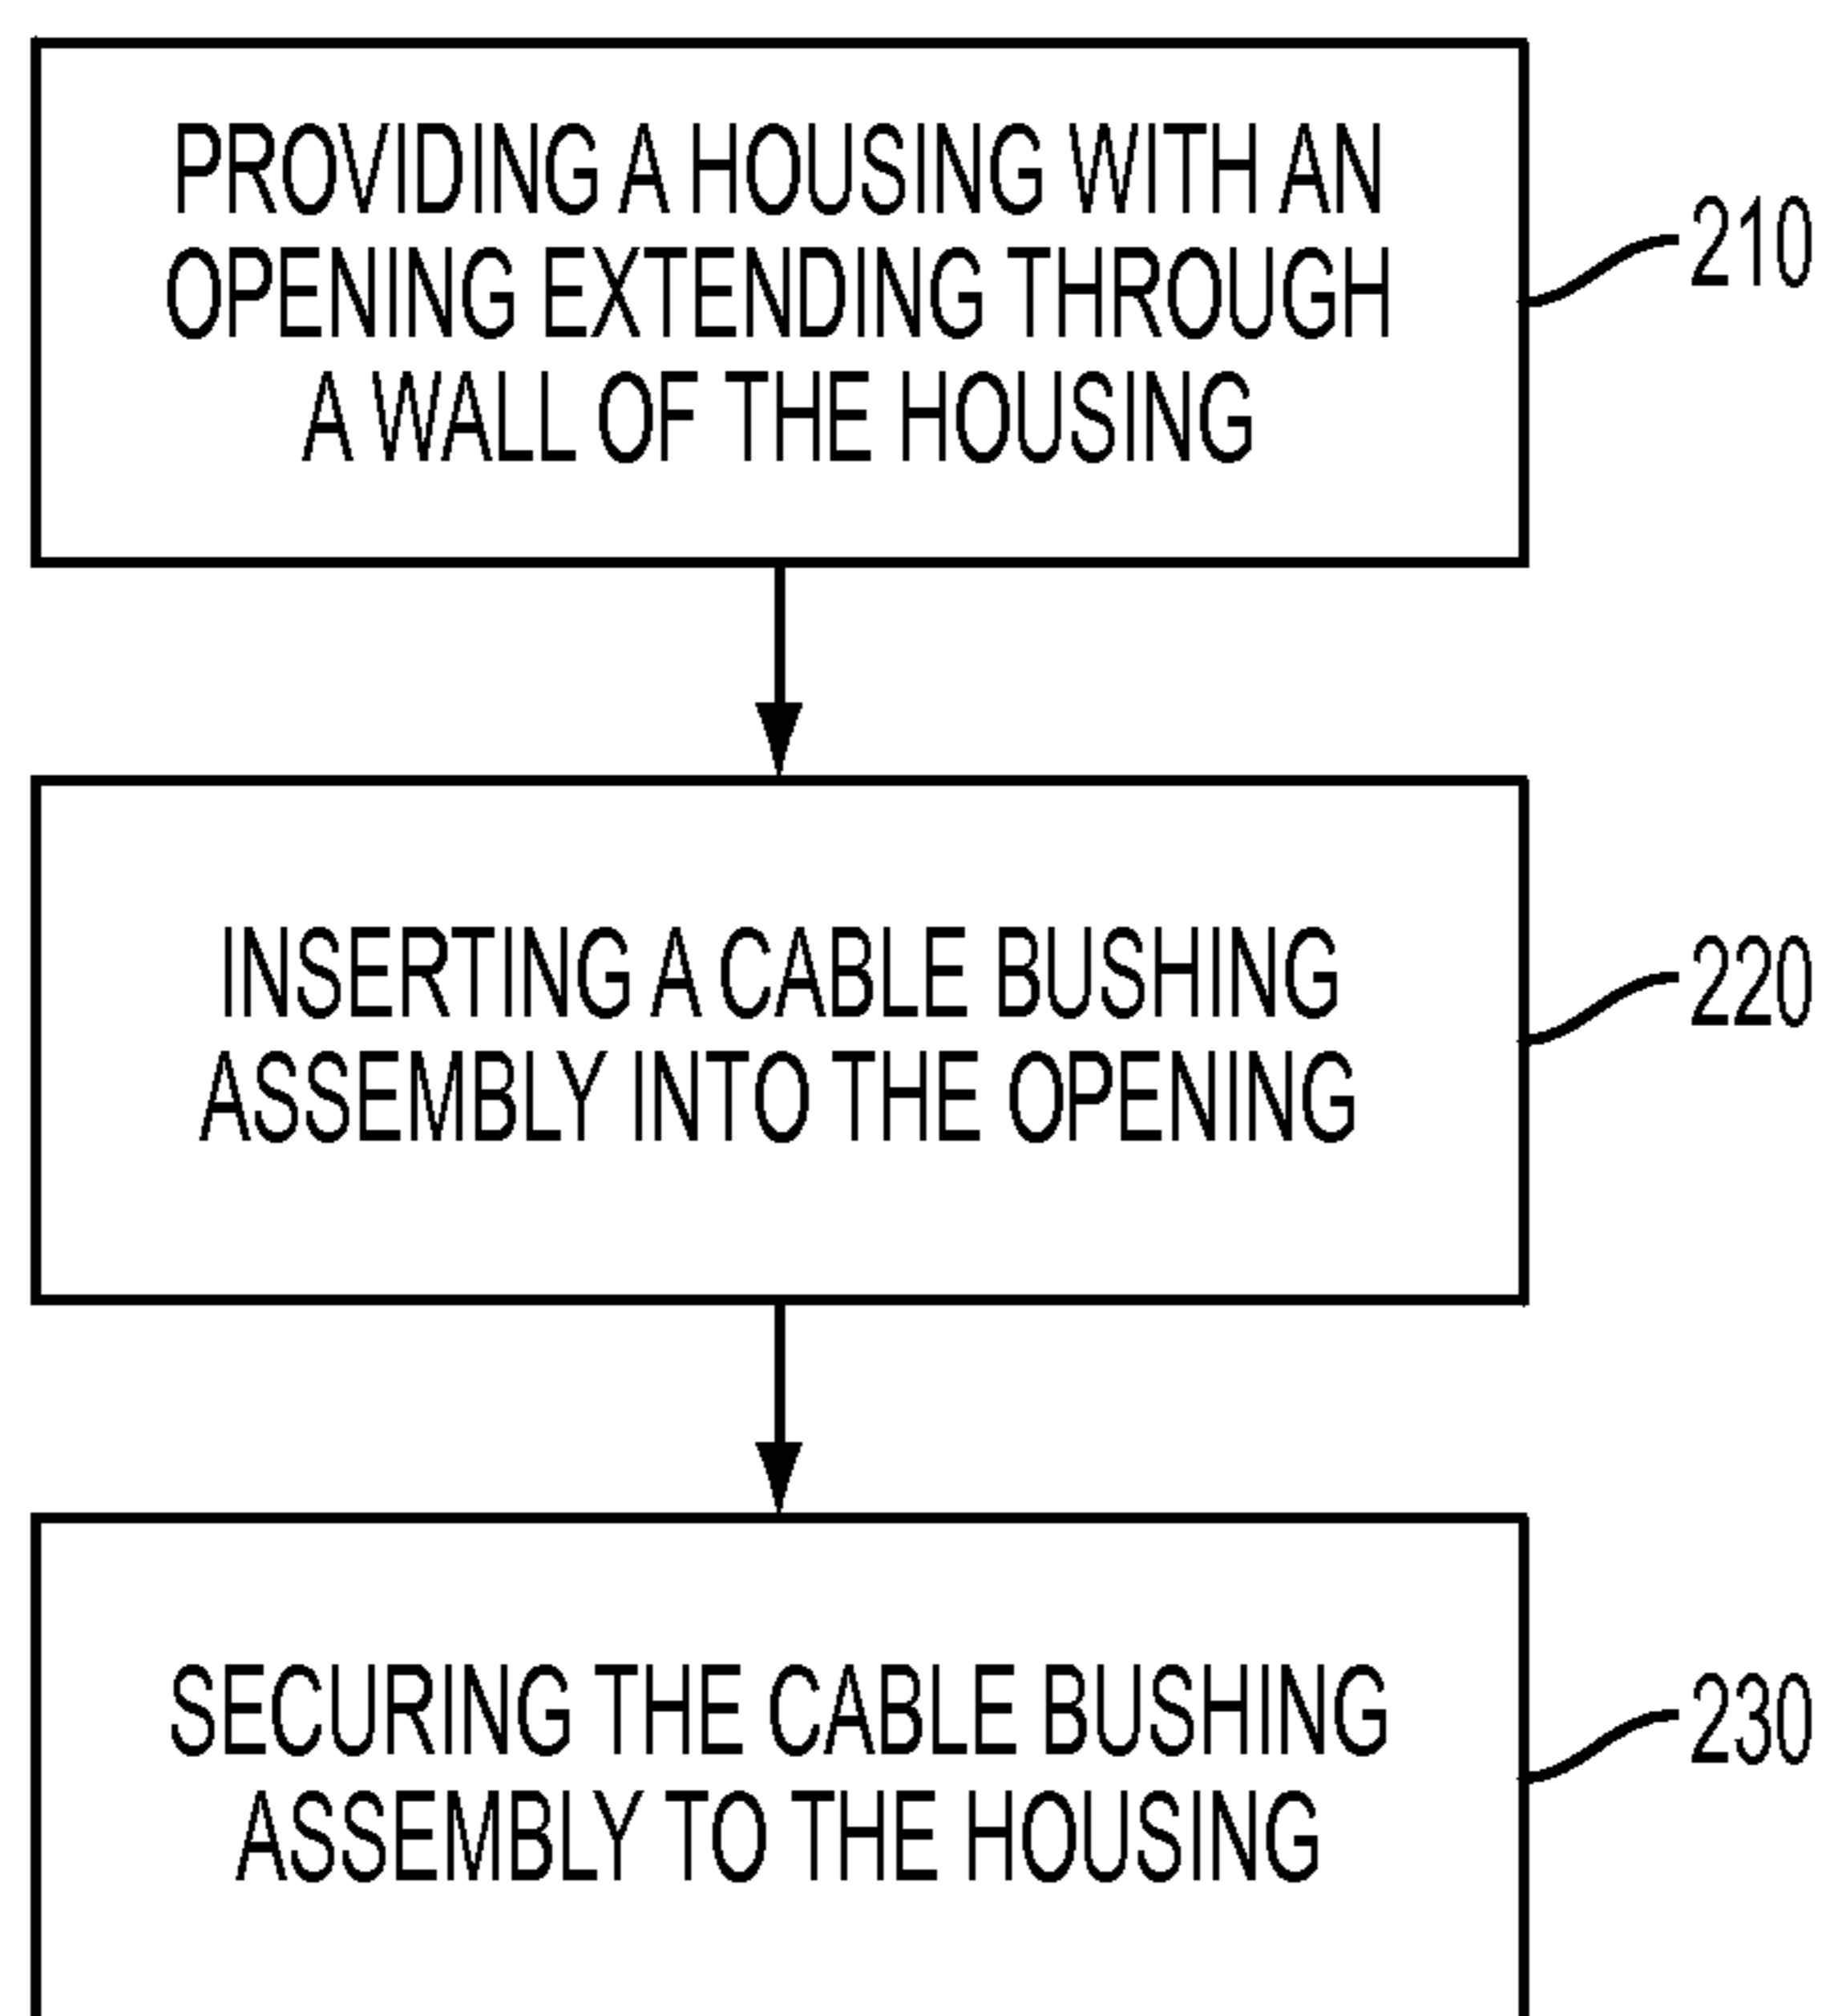 PROVIDING A HOUSING WITH AN
OPENING EXTENDING THROUGH
A WALL OF THE HOUSING
210
INSERTING A CABLE BUSHING
ASSEMBLY INTO THE OPENING
220
SECURING THE CABLE BUSHING
ASSEMBLY TO THE HOUSING
230